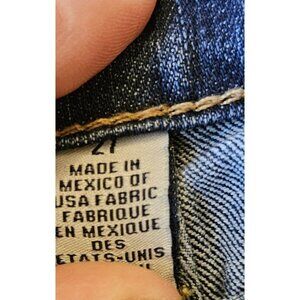 27
MADE IN
MEXICO OF
USA FABRIC
FABRIQUE
EN MEXIQUE
DES
ETATS-UNIS